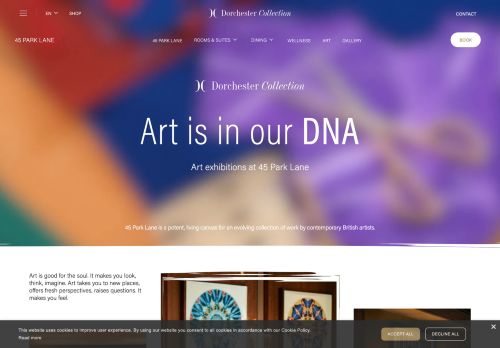 EN SHOP
Dorchester Collection
CONTACT
45 PARK LANE
45 PARK LANE ROOMS & SUITES DINING WELLNESS ART GALLERY
BOOK
Dorchester Collection
Art is in our DNA
Art exhibitions at 45 Park Lane
45 Park Lane is a potent, living canvas for an evolving collection of work by contemporary British artists.
Art is good for the soul. It makes you look,
think, imagine. Art takes you to new places,
offers fresh perspectives, raises questions. It
makes you feel.
This website uses cookies to improve user experience. By using our website you consent to all cookies in accordance with our Cookie Policy.
Read more
ACCEPT ALL
DECLINE ALL